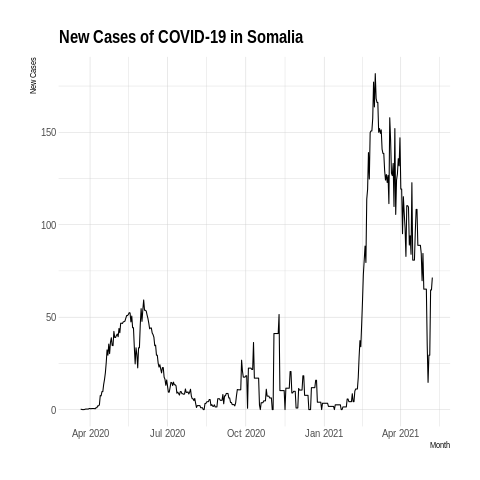 New Cases of COVID-19 in Somalia
New Cases
150
100
50
0
Apr 2020 Jul 2020 Oct 2020 Jan 2021 Apr 2021
Month